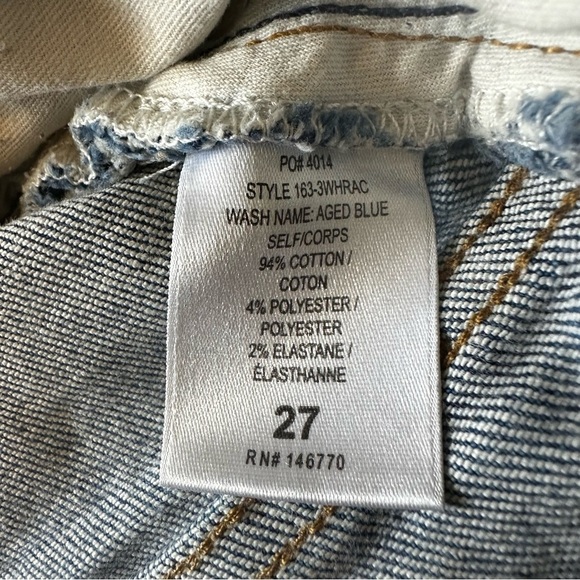 PO# 4014
STYLE 163-3WHRAC
WASH NAME: AGED BLUE
SELF/CORPS
94% COTTON /
COTON
4% POLYESTER /
POLYESTER
2% ELASTANE /
ÉLASTHANNE
27
RN# 146770